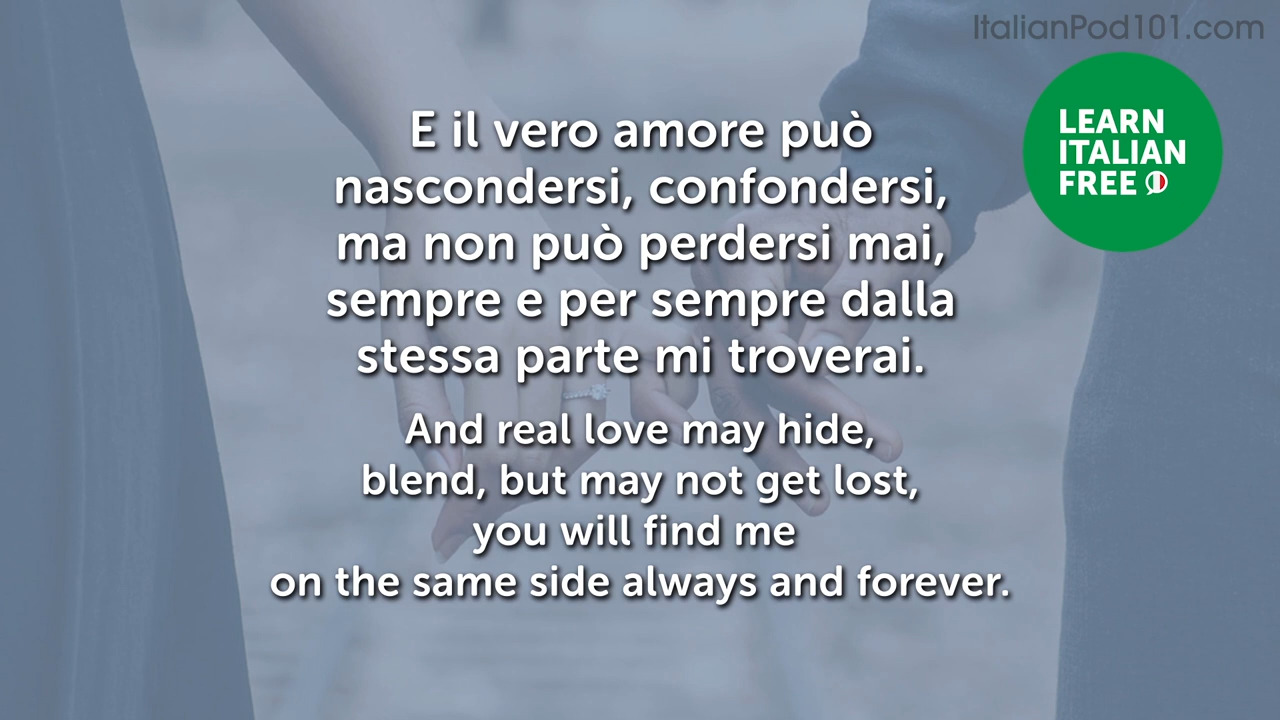 ItalianPod101.com
LEARN
ITALIAN
FREE
E il vero amore può
nascondersi, confondersi,
ma non può perdersi mai,
sempre e per sempre dalla
stessa parte mi troverai.
And real love may hide,
blend, but may not get lost,
you will find me
on the same side always and forever.